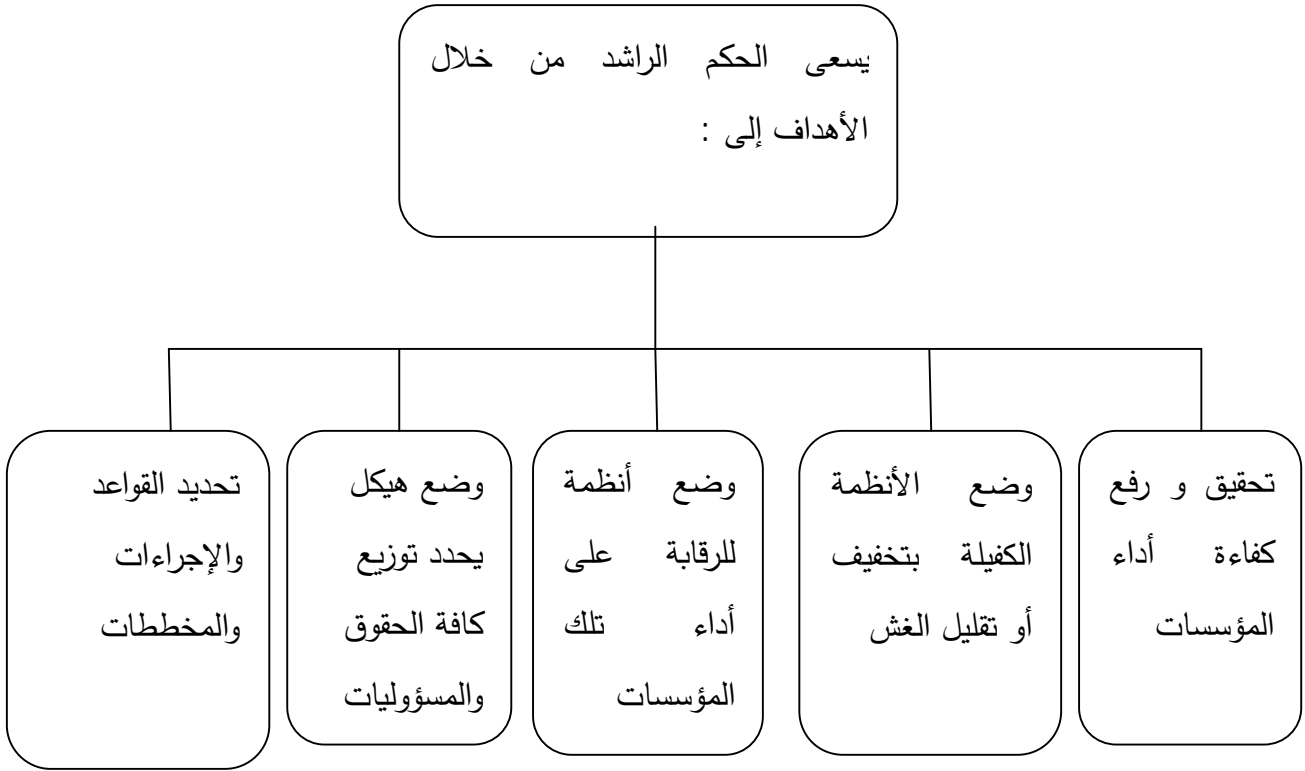 يسعى الحكم الراشد من خلال
الأهداف إلى :
تحقيق و رفع
كفاءة أداء
المؤسسات
وضع الأنظمة
الكفيلة بتخفيف
أو تقليل الغش
وضع أنظمة
للرقابة على
أداء تلك
المؤسسات
وضع هيكل
يحدد توزيع
كافة الحقوق
والمسؤوليات
تحديد القواعد
والإجراءات
والمخططات